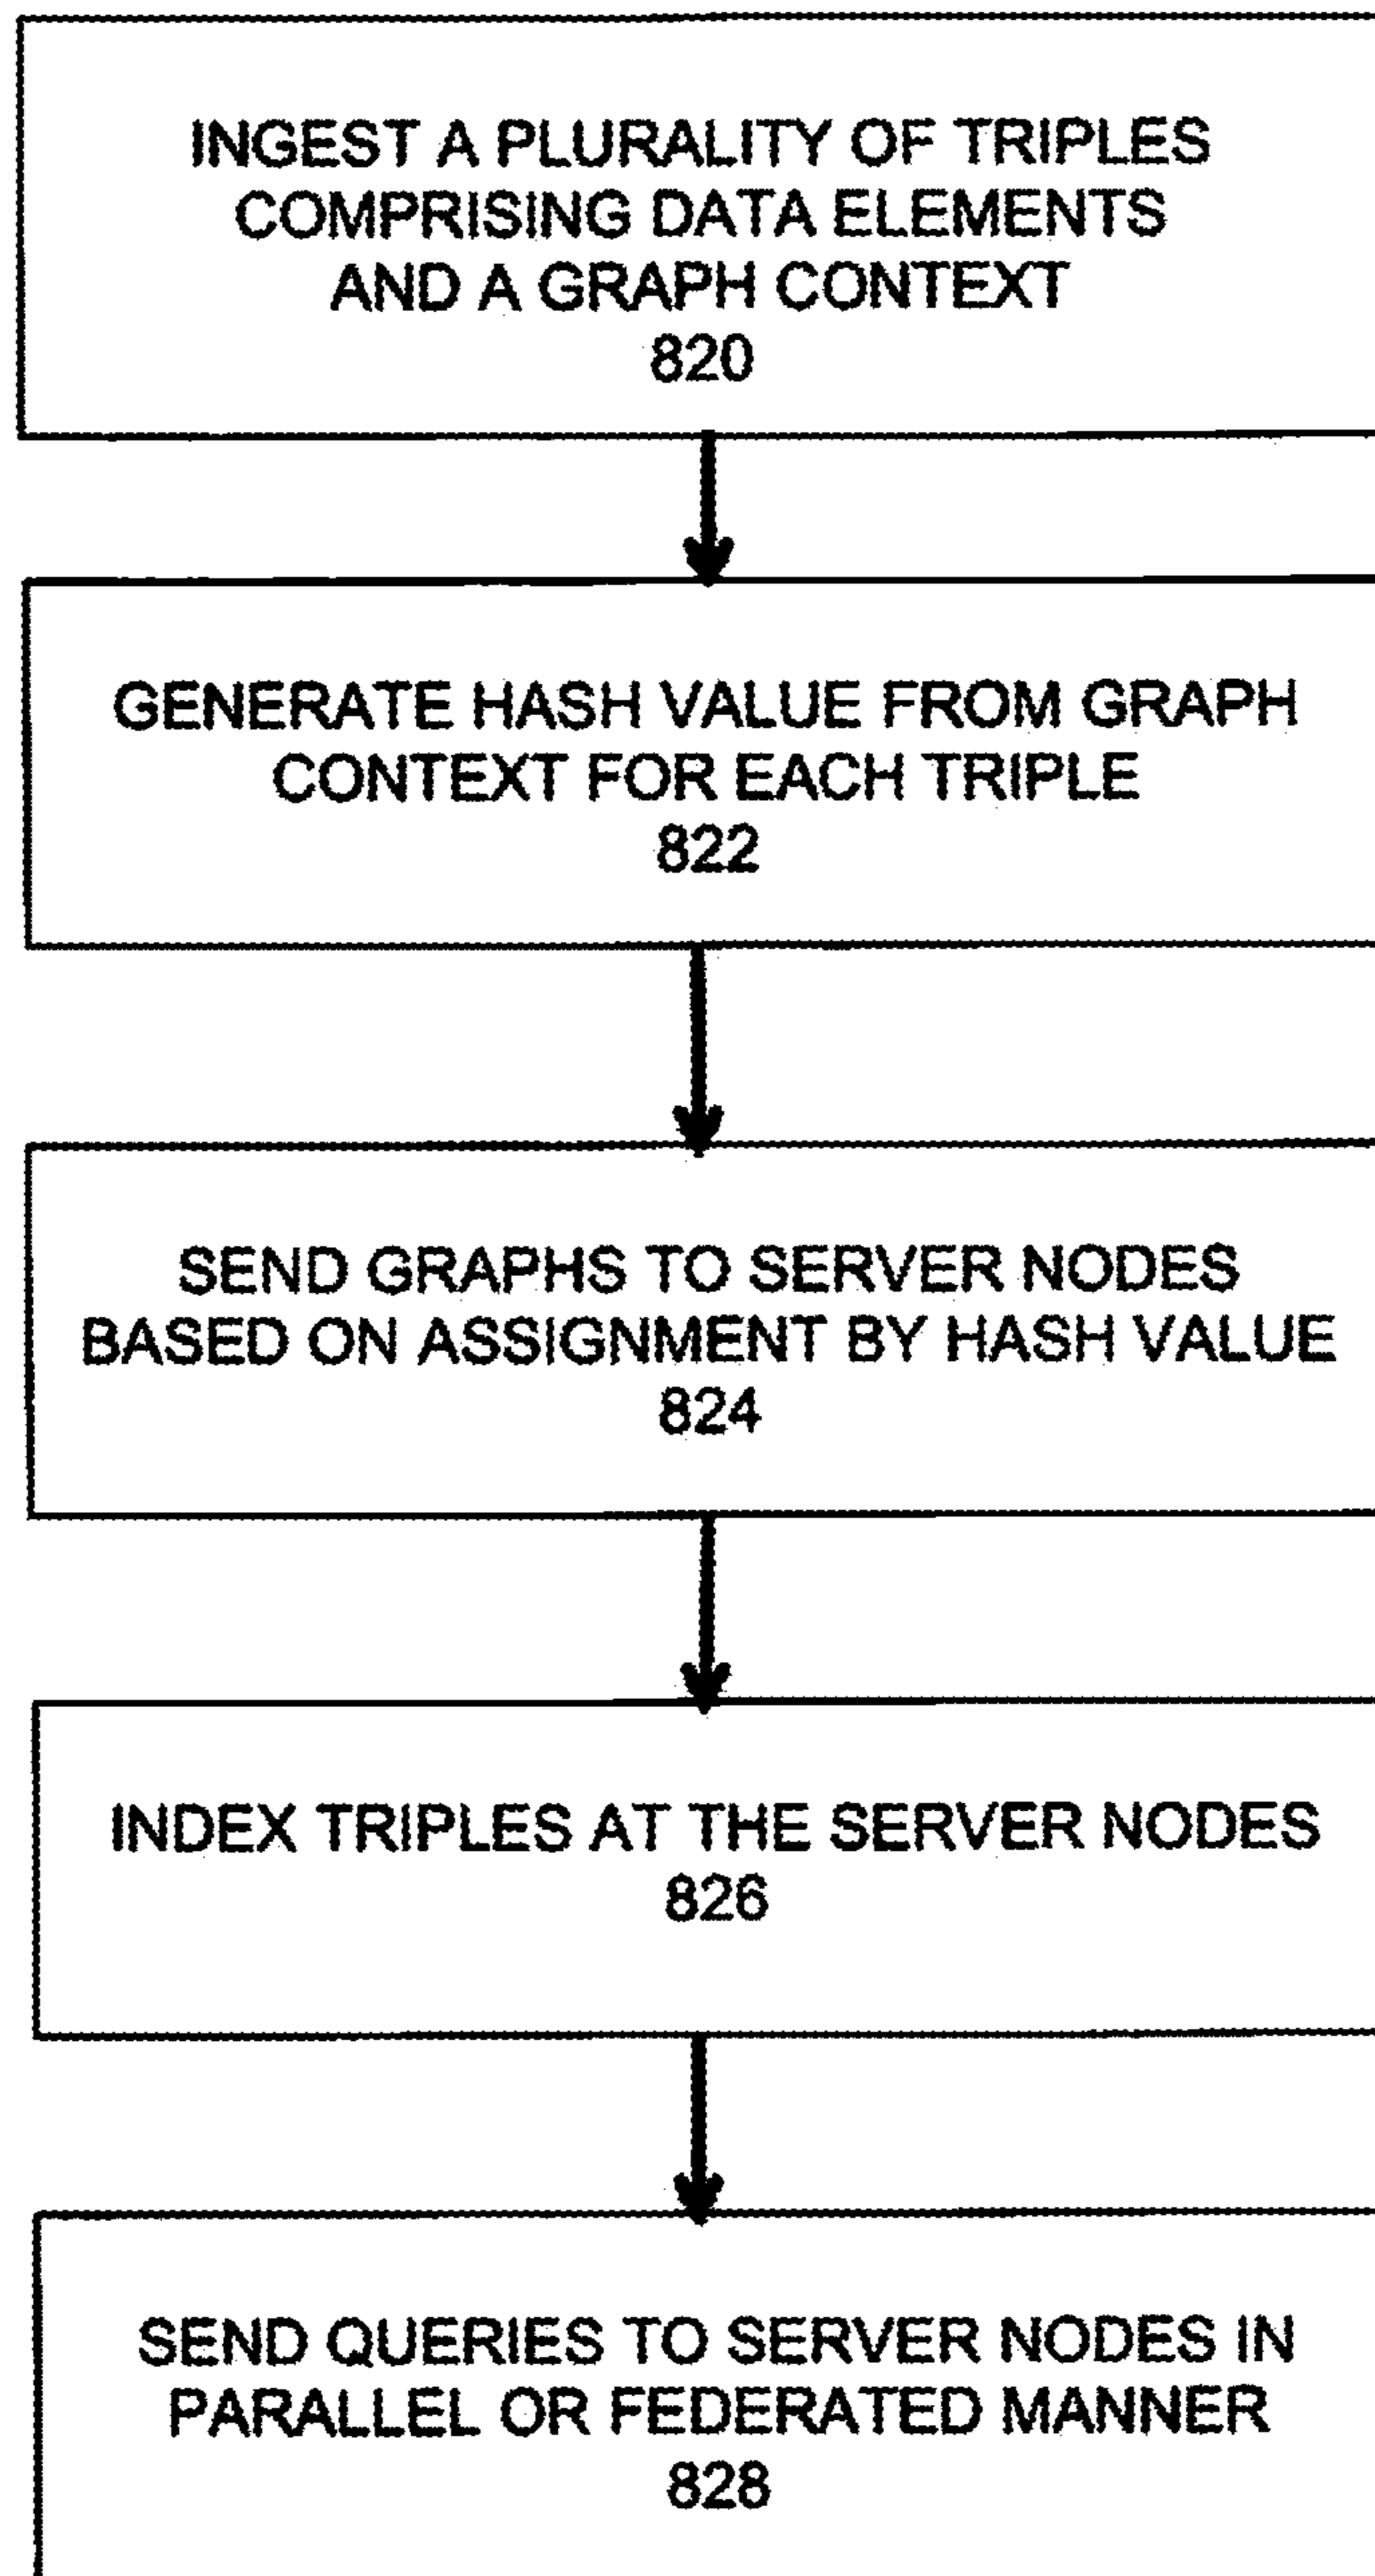 INGEST A PLURALITY OF TRIPLES
COMPRISING DATA ELEMENTS
AND A GRAPH CONTEXT
820
GENERATE HASH VALUE FROM GRAPH
CONTEXT FOR EACH TRIPLE
822
SEND GRAPHS TO SERVER NODES
BASED ON ASSIGNMENT BY HASH VALUE
824
INDEX TRIPLES AT THE SERVER NODES
826
SEND QUERIES TO SERVER NODES IN
PARALLEL OR FEDERATED MANNER
828